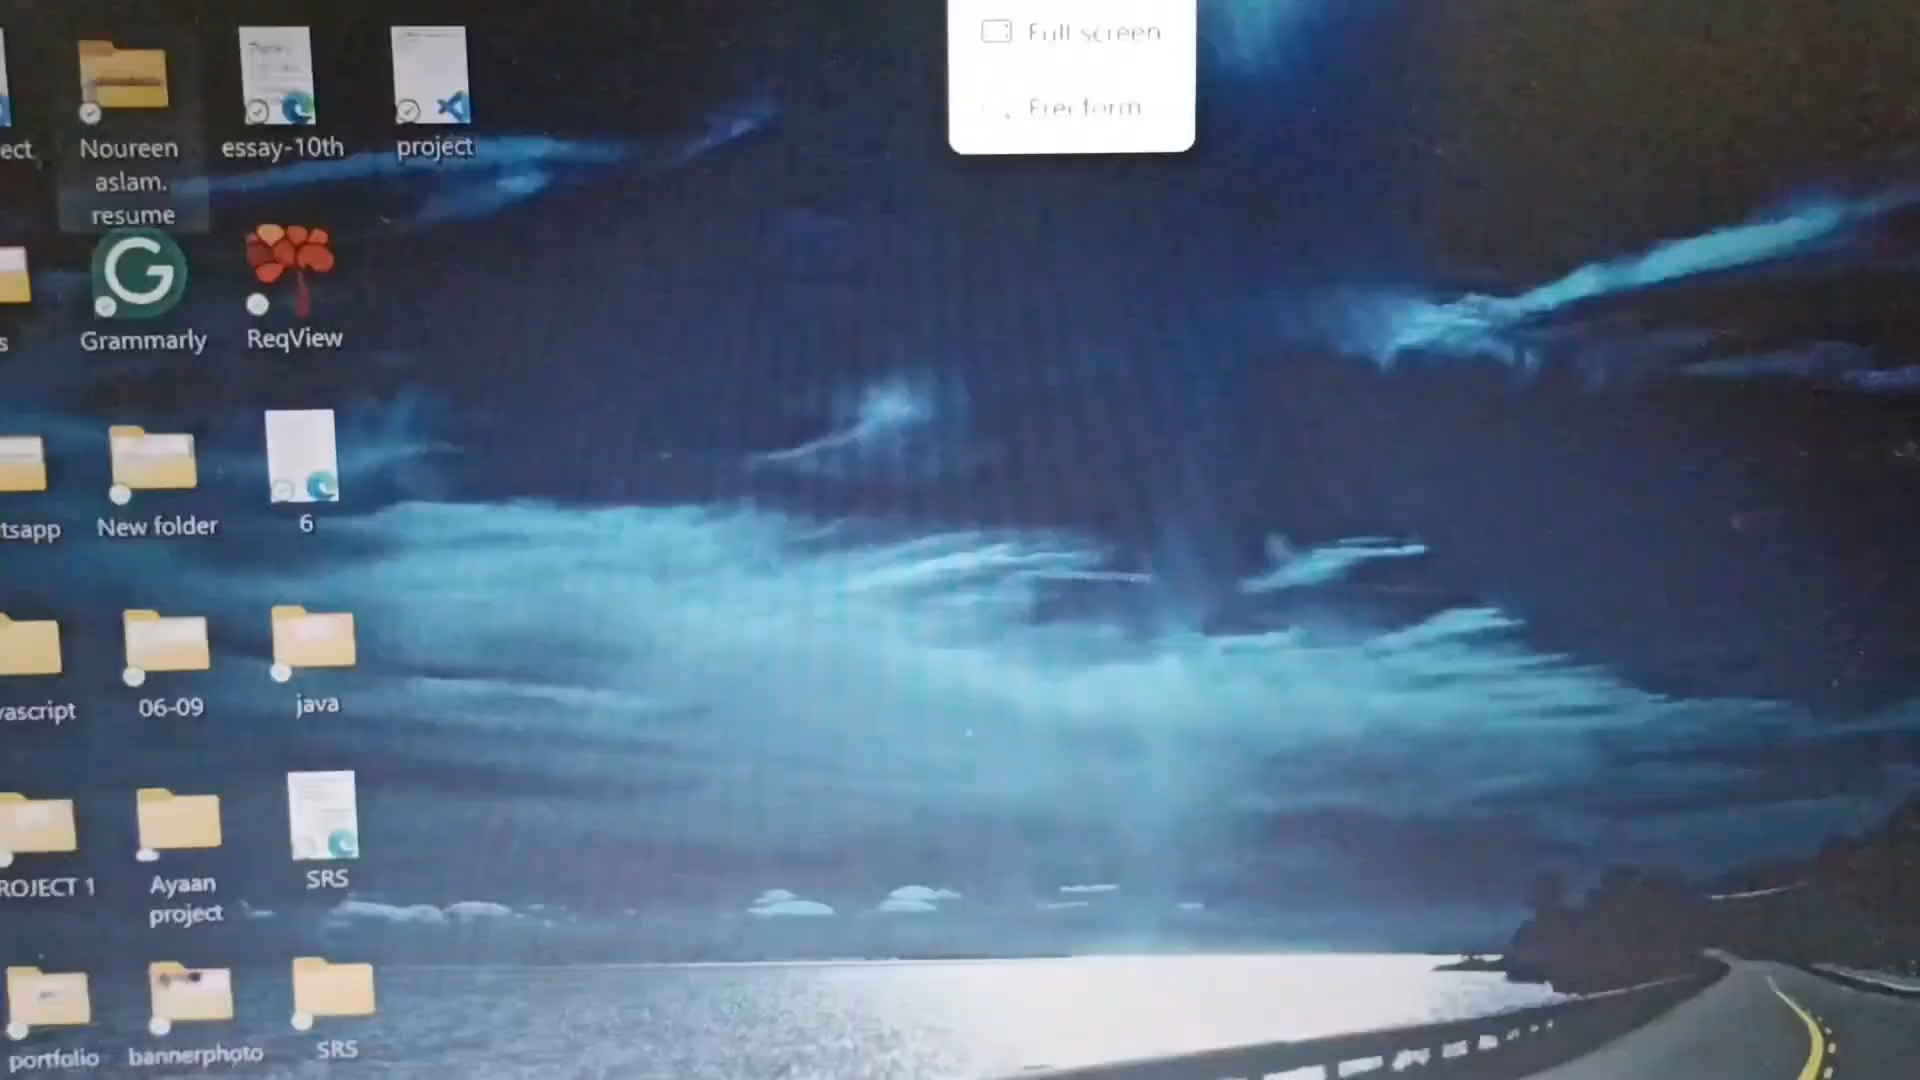 Full screen
Freeform
ect
Noureen
aslam.
resume
essay-10th
project
s
Grammarly
ReqView
tsapp
New folder
6
vascript
06-09
java
ROJECT 1
Ayaan
project
SRS
portfolio
bannerphoto
SRS